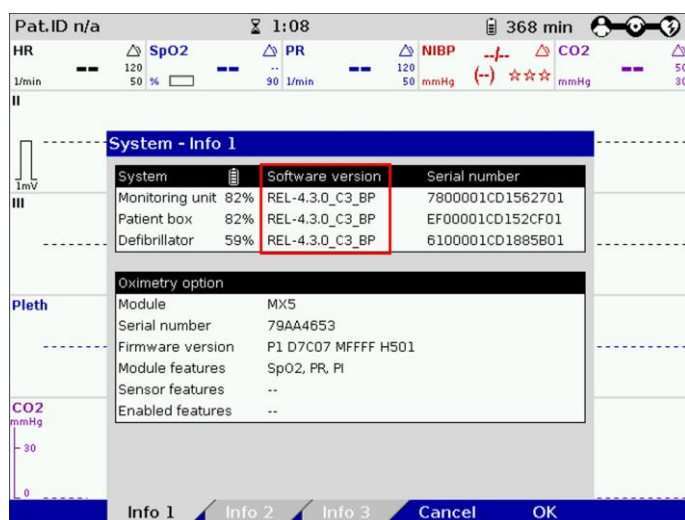 Pat.ID n/a 1:08 368 min
HR SpO2 PR NIBP --/-- CO2
-- 120 -- -- -- 120 (--) ☆☆☆ -- 50
1/min 50 % 90 1/min 50 mmHg mmHg 30
II
System - Info 1
System Software version Serial number
1mV
Monitoring unit 82% REL-4.3.0_C3_BP 7800001CD1562701
III
Patient box 82% REL-4.3.0_C3_BP EF00001CD152CF01
Defibrillator 59% REL-4.3.0_C3_BP 6100001CD1885B01
Oximetry option
Pleth
Module MX5
Serial number 79AA4653
Firmware version P1 D7C07 MFFFF H501
Module features SpO2, PR, PI
Sensor features --
CO2
Enabled features --
mmHg
30
0
Info 1 Info 2 Info 3 Cancel OK